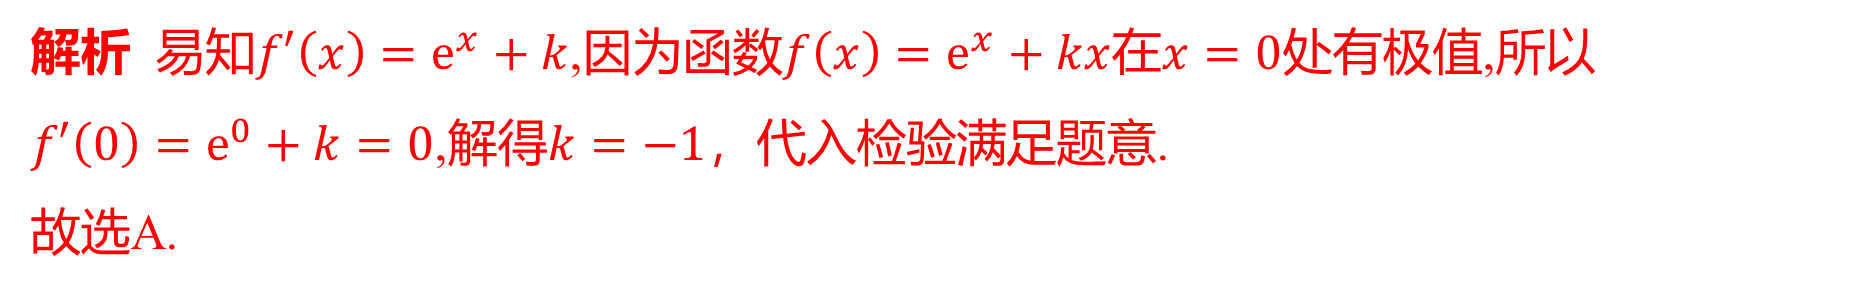 解析 易知f′(x) = eˣ + k,因为函数f(x) = eˣ + kx在x = 0处有极值,所以
f′(0) = e⁰ + k = 0,解得k = −1，代入检验满足题意.
故选A.